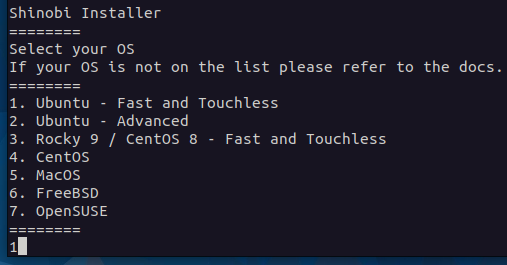 Shinobi Installer
========
Select your OS
If your OS is not on the list please refer to the docs.
========
1. Ubuntu - Fast and Touchless
2. Ubuntu - Advanced
3. Rocky 9 / CentOS 8 - Fast and Touchless
4. CentOS
5. MacOS
6. FreeBSD
7. OpenSUSE
========
1